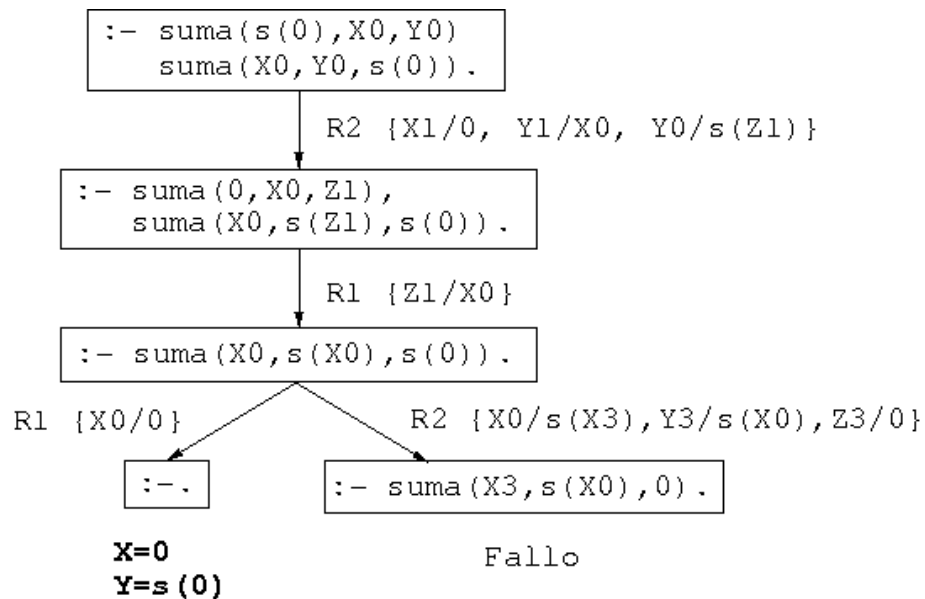 :- suma(s(0),X0,Y0)
suma(X0,Y0,s(0)).
R2 {X1/0, Y1/X0, Y0/s(Z1)}
:- suma(0,X0,Z1),
suma(X0,s(Z1),s(0)).
R1 {Z1/X0}
:- suma(X0,s(X0),s(0)).
R1 {X0/0}
R2 {X0/s(X3),Y3/s(X0),Z3/0}
:-.
:- suma(X3,s(X0),0).
X=0
Y=s(0)
Fallo